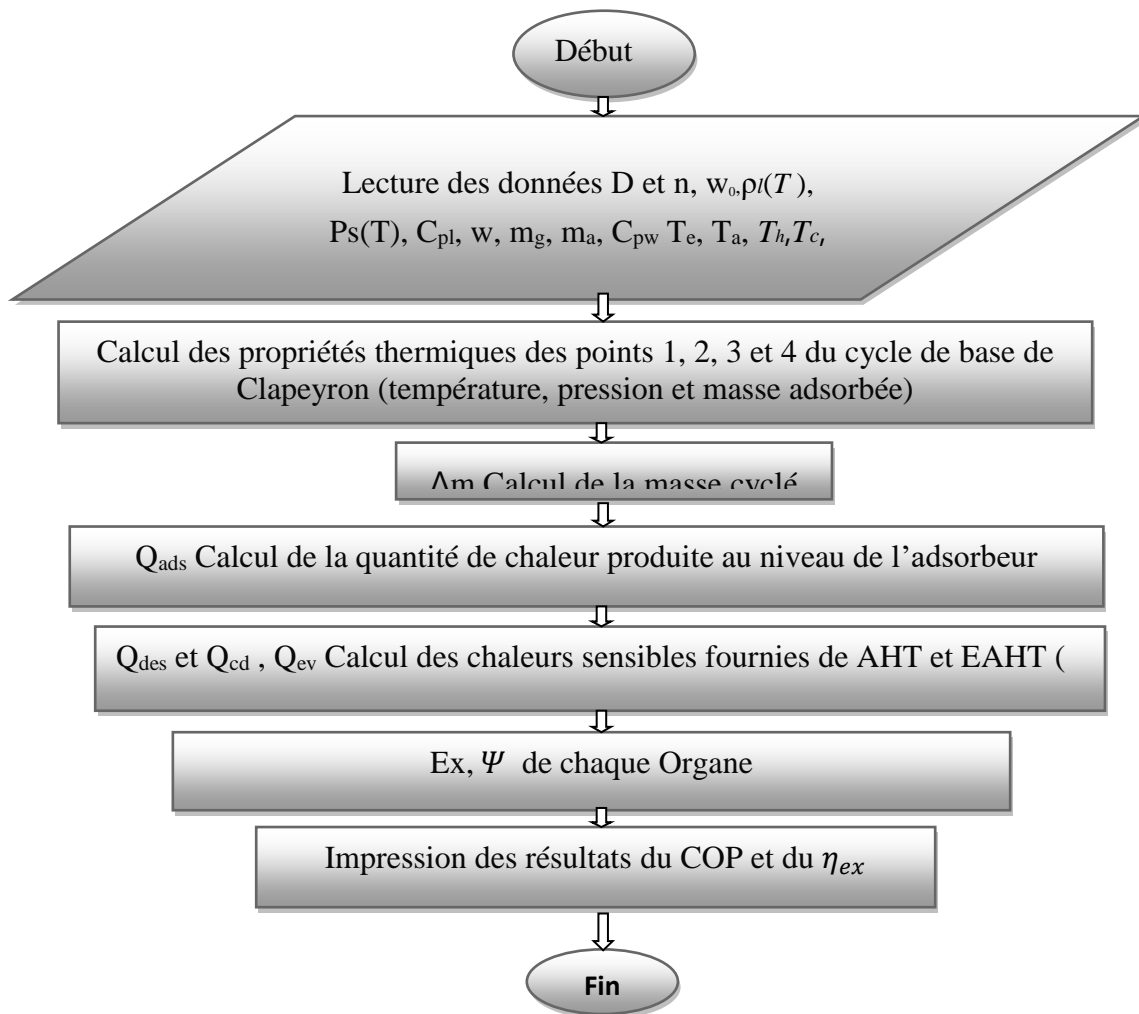 Début
Lecture des données D et n, w₀,ρl(T),
Ps(T), Cpl, w, mg, ma, Cpw Te, Ta, Th,Tc,
Calcul des propriétés thermiques des points 1, 2, 3 et 4 du cycle de base de
Clapeyron (température, pression et masse adsorbée)
Δm Calcul de la masse cyclé
Qads Calcul de la quantité de chaleur produite au niveau de l’adsorbeur
Qdes et Qcd , Qev Calcul des chaleurs sensibles fournies de AHT et EAHT (
Ex, Ψ de chaque Organe
Impression des résultats du COP et du ηex
Fin